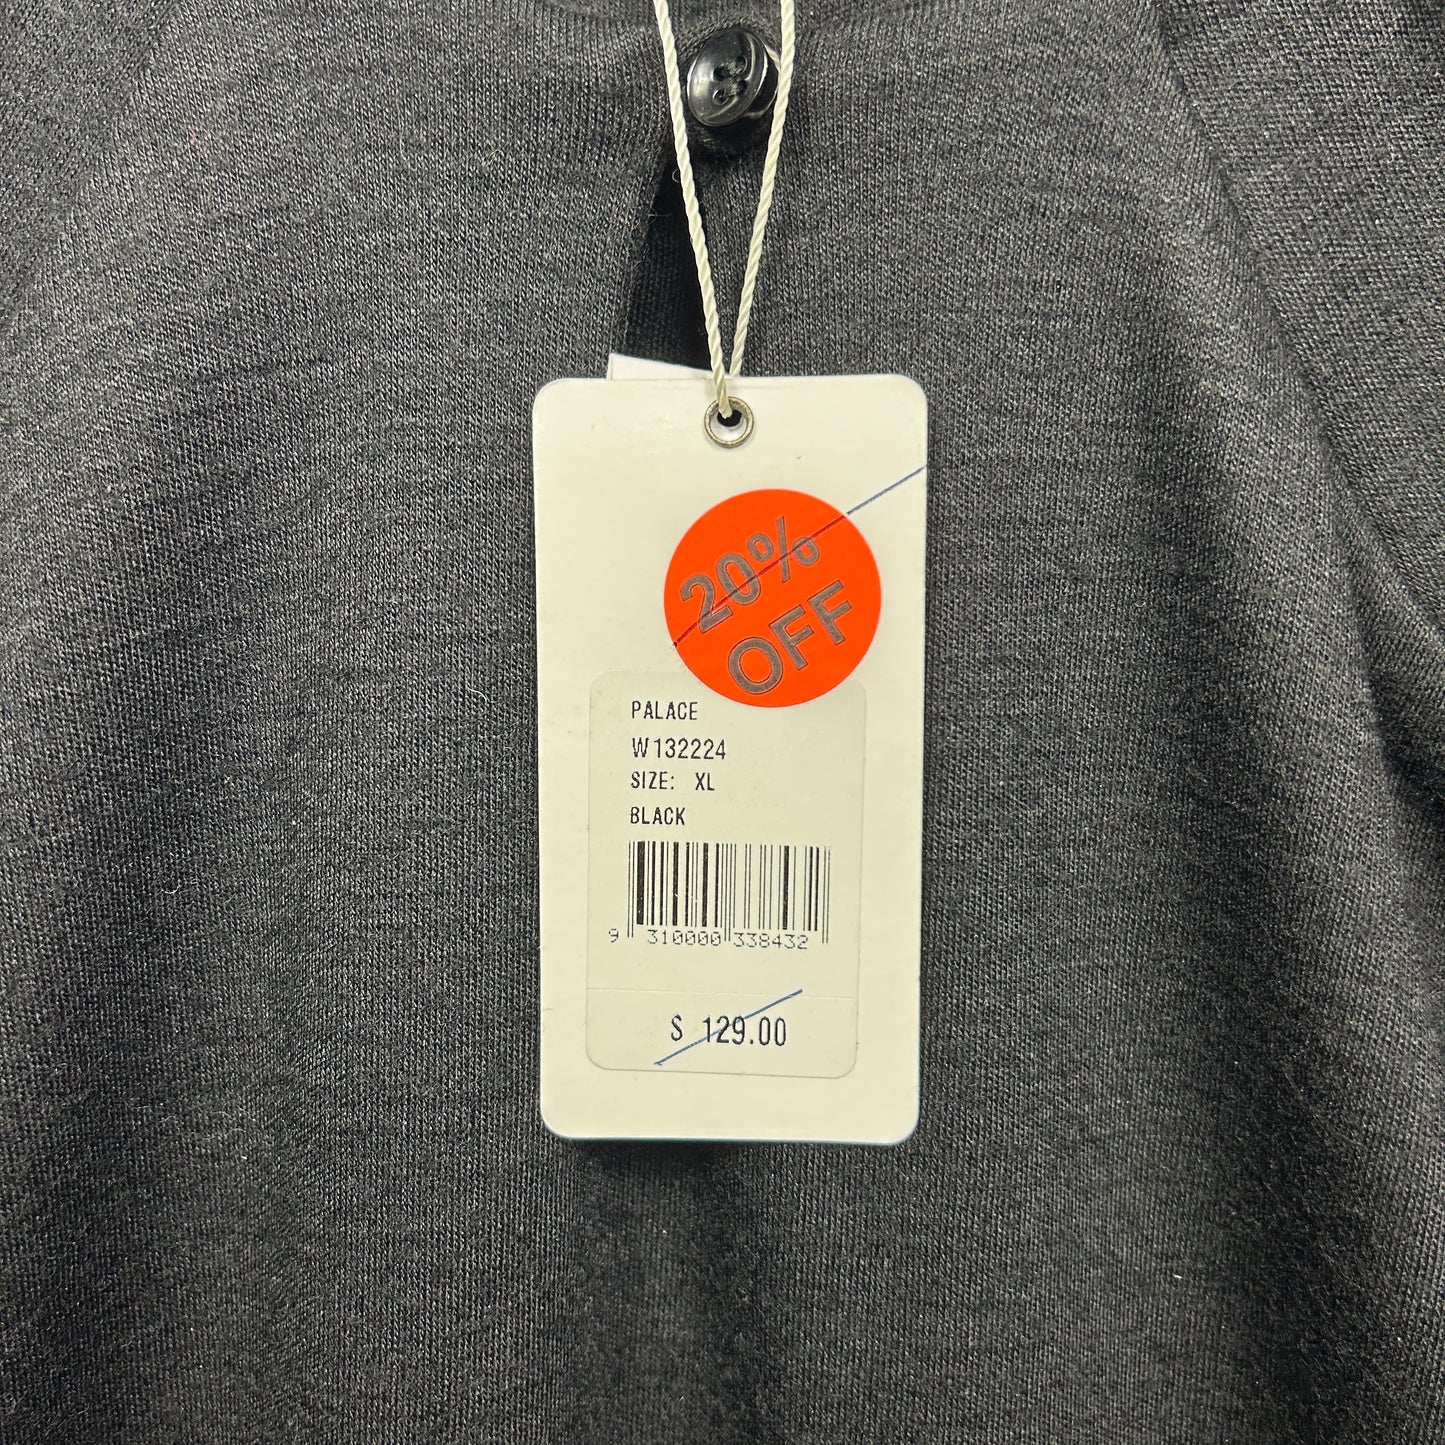 20%
OFF
PALACE
W132224
SIZE: XL
BLACK
9 310000 338432
$ 129.00